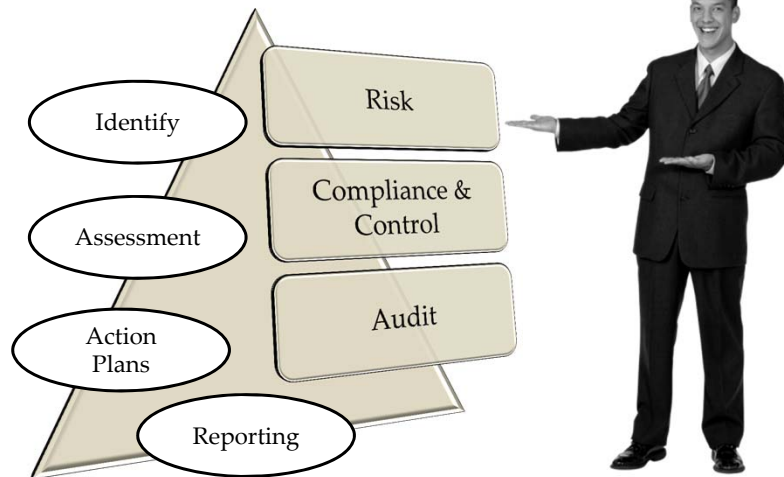 Identify
Risk
Assessment
Compliance &
Control
Action
Plans
Audit
Reporting